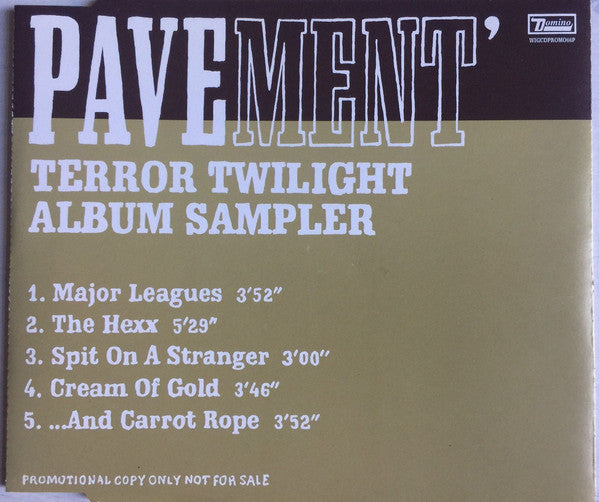 PAVEMENT'
Domino
WIGCDPROMO66P
TERROR TWILIGHT
ALBUM SAMPLER
1. Major Leagues 3'52"
2. The Hexx 5'29"
3. Spit On A Stranger 3'00"
4. Cream Of Gold 3'46"
5. ...And Carrot Rope 3'52"
PROMOTIONAL COPY ONLY NOT FOR SALE